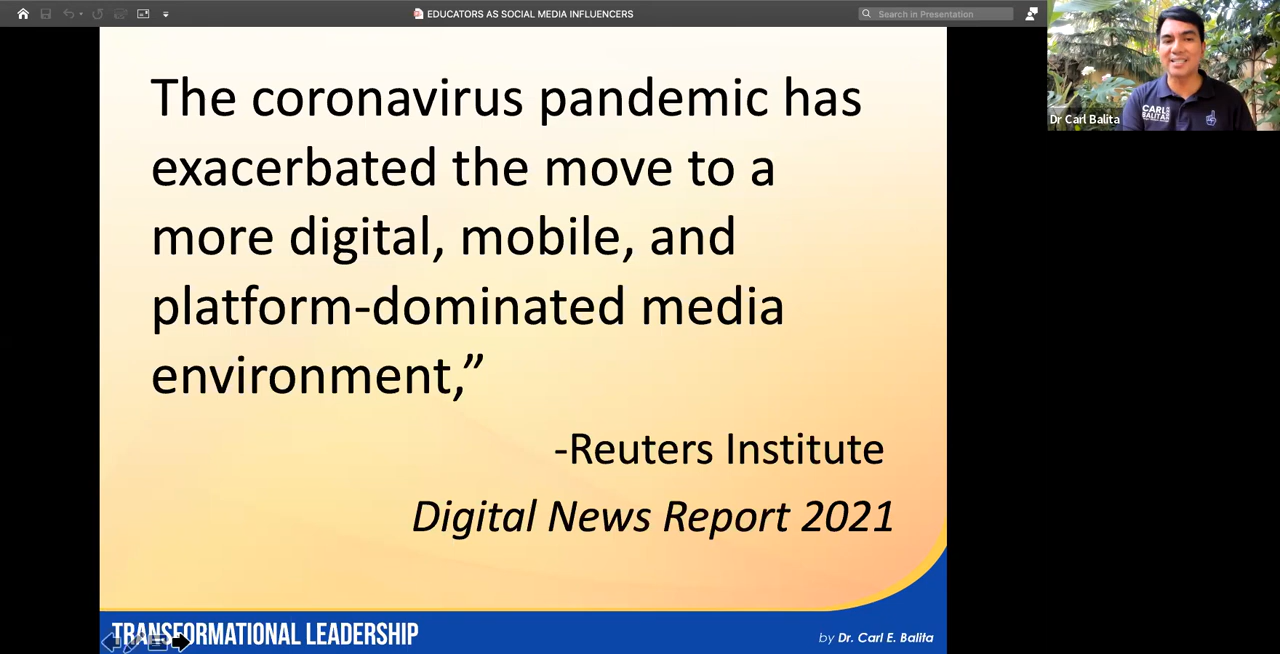 EDUCATORS AS SOCIAL MEDIA INFLUENCERS
Search in Presentation
The coronavirus pandemic has
exacerbated the move to a
more digital, mobile, and
platform-dominated media
environment,”
-Reuters Institute
Digital News Report 2021
TRANSFORMATIONAL LEADERSHIP
by Dr. Carl E. Balita
Dr Carl Balita
CARL
BALITA